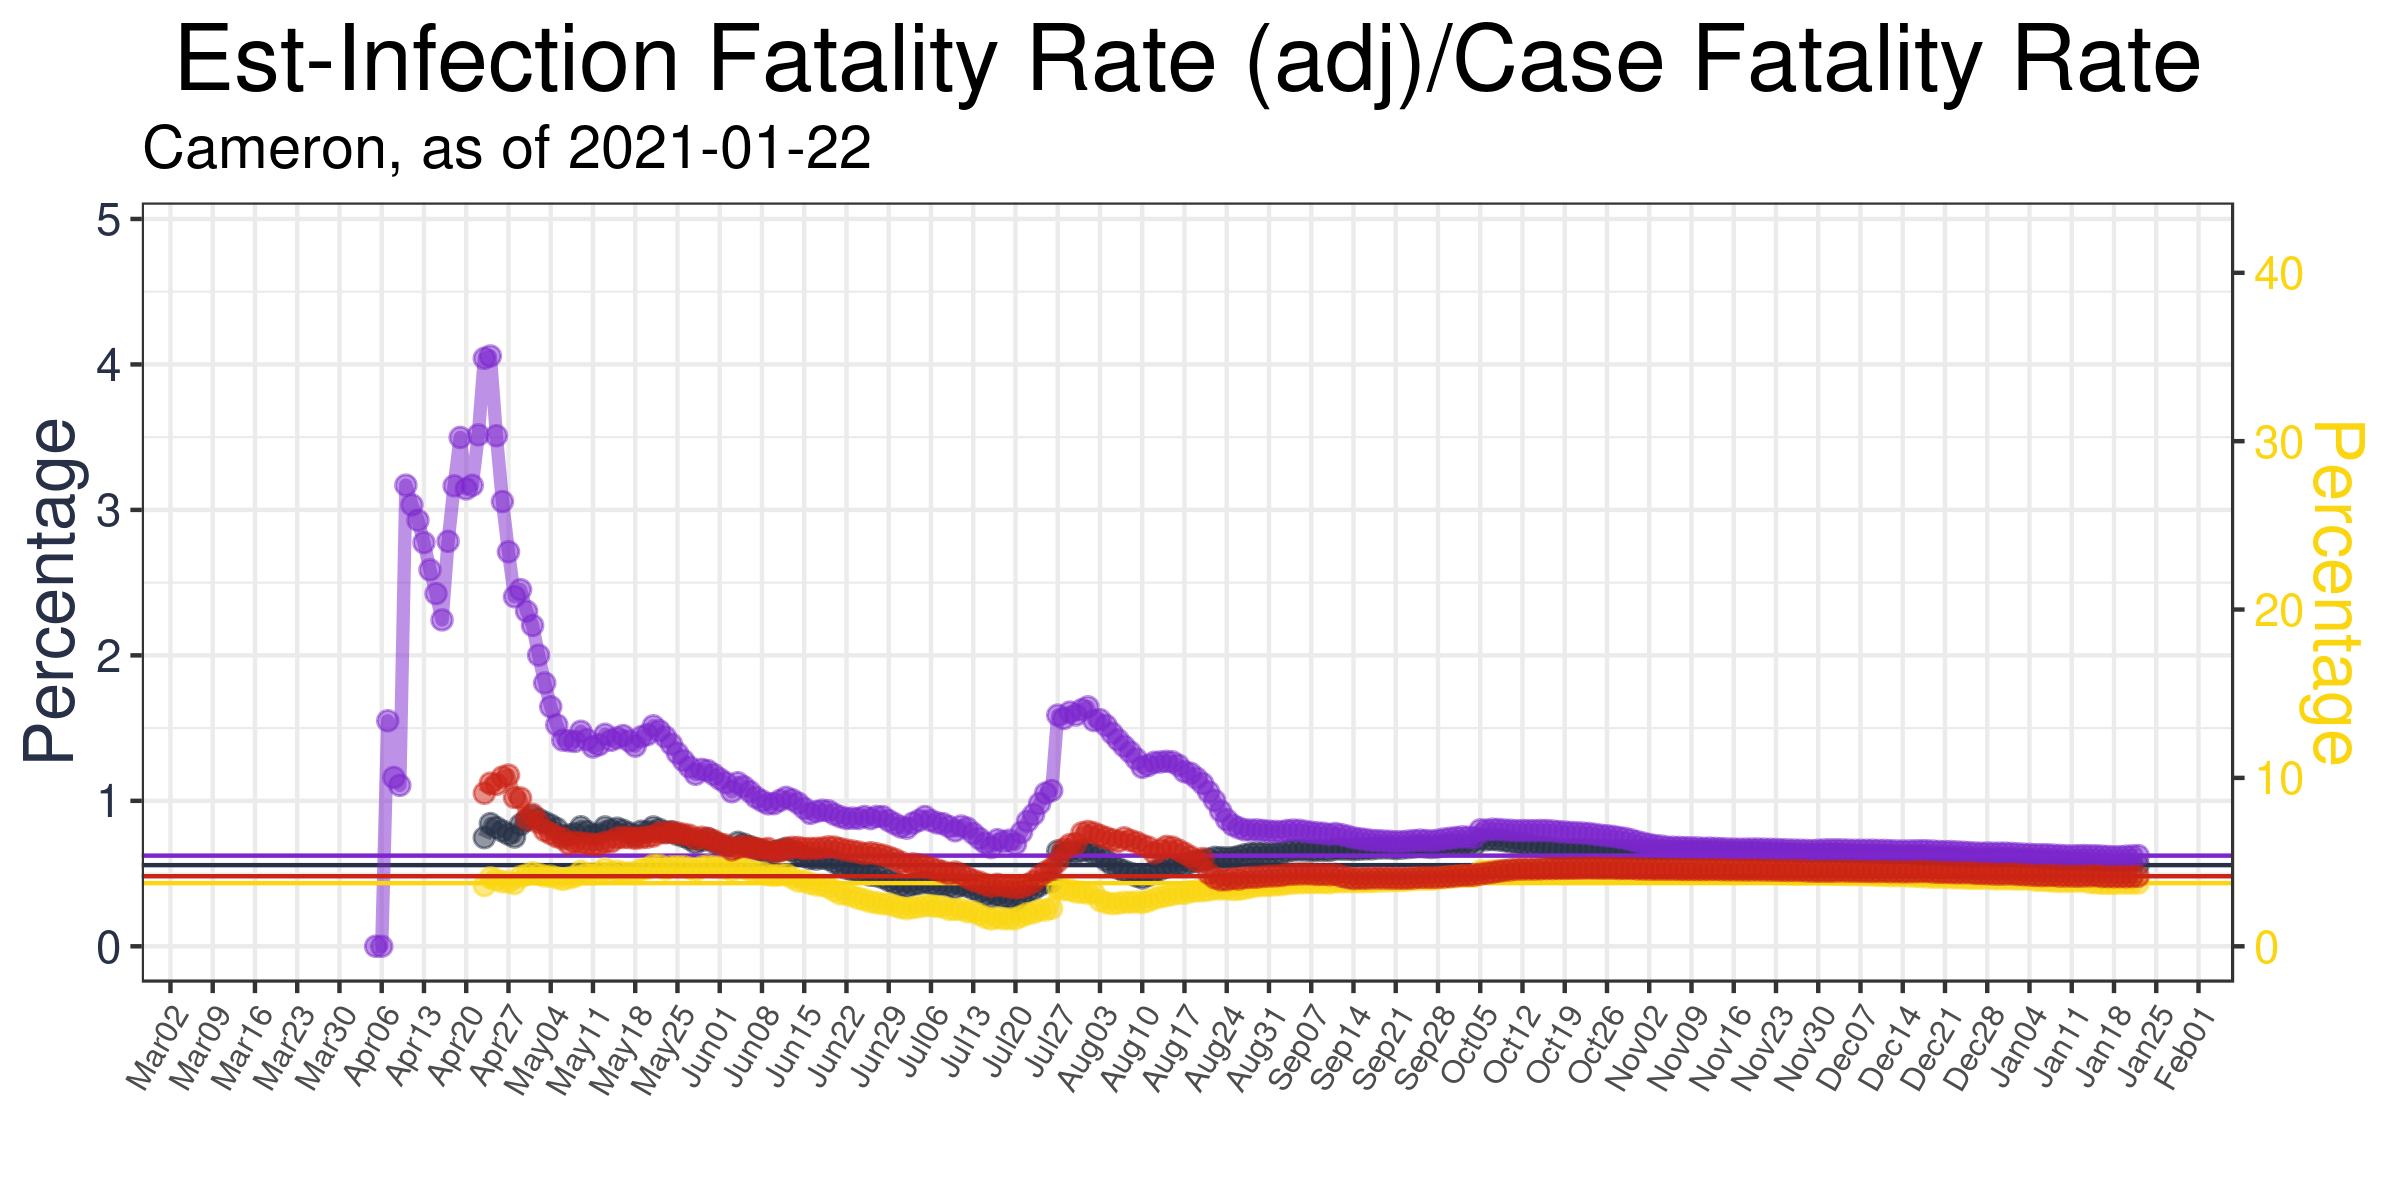 Est-Infection Fatality Rate (adj)/Case Fatality Rate
Cameron, as of 2021-01-22
Percentage
5
4
3
2
1
0
40
30
20
10
0
Percentage
Mar02 Mar09 Mar16 Mar23 Mar30 Apr06 Apr13 Apr20 Apr27 May04 May11 May18 May25 Jun01 Jun08 Jun15 Jun22 Jun29 Jul06 Jul13 Jul20 Jul27 Aug03 Aug10 Aug17 Aug24 Aug31 Sep07 Sep14 Sep21 Sep28 Oct05 Oct12 Oct19 Oct26 Nov02 Nov09 Nov16 Nov23 Nov30 Dec07 Dec14 Dec21 Dec28 Jan04 Jan11 Jan18 Jan25 Feb01